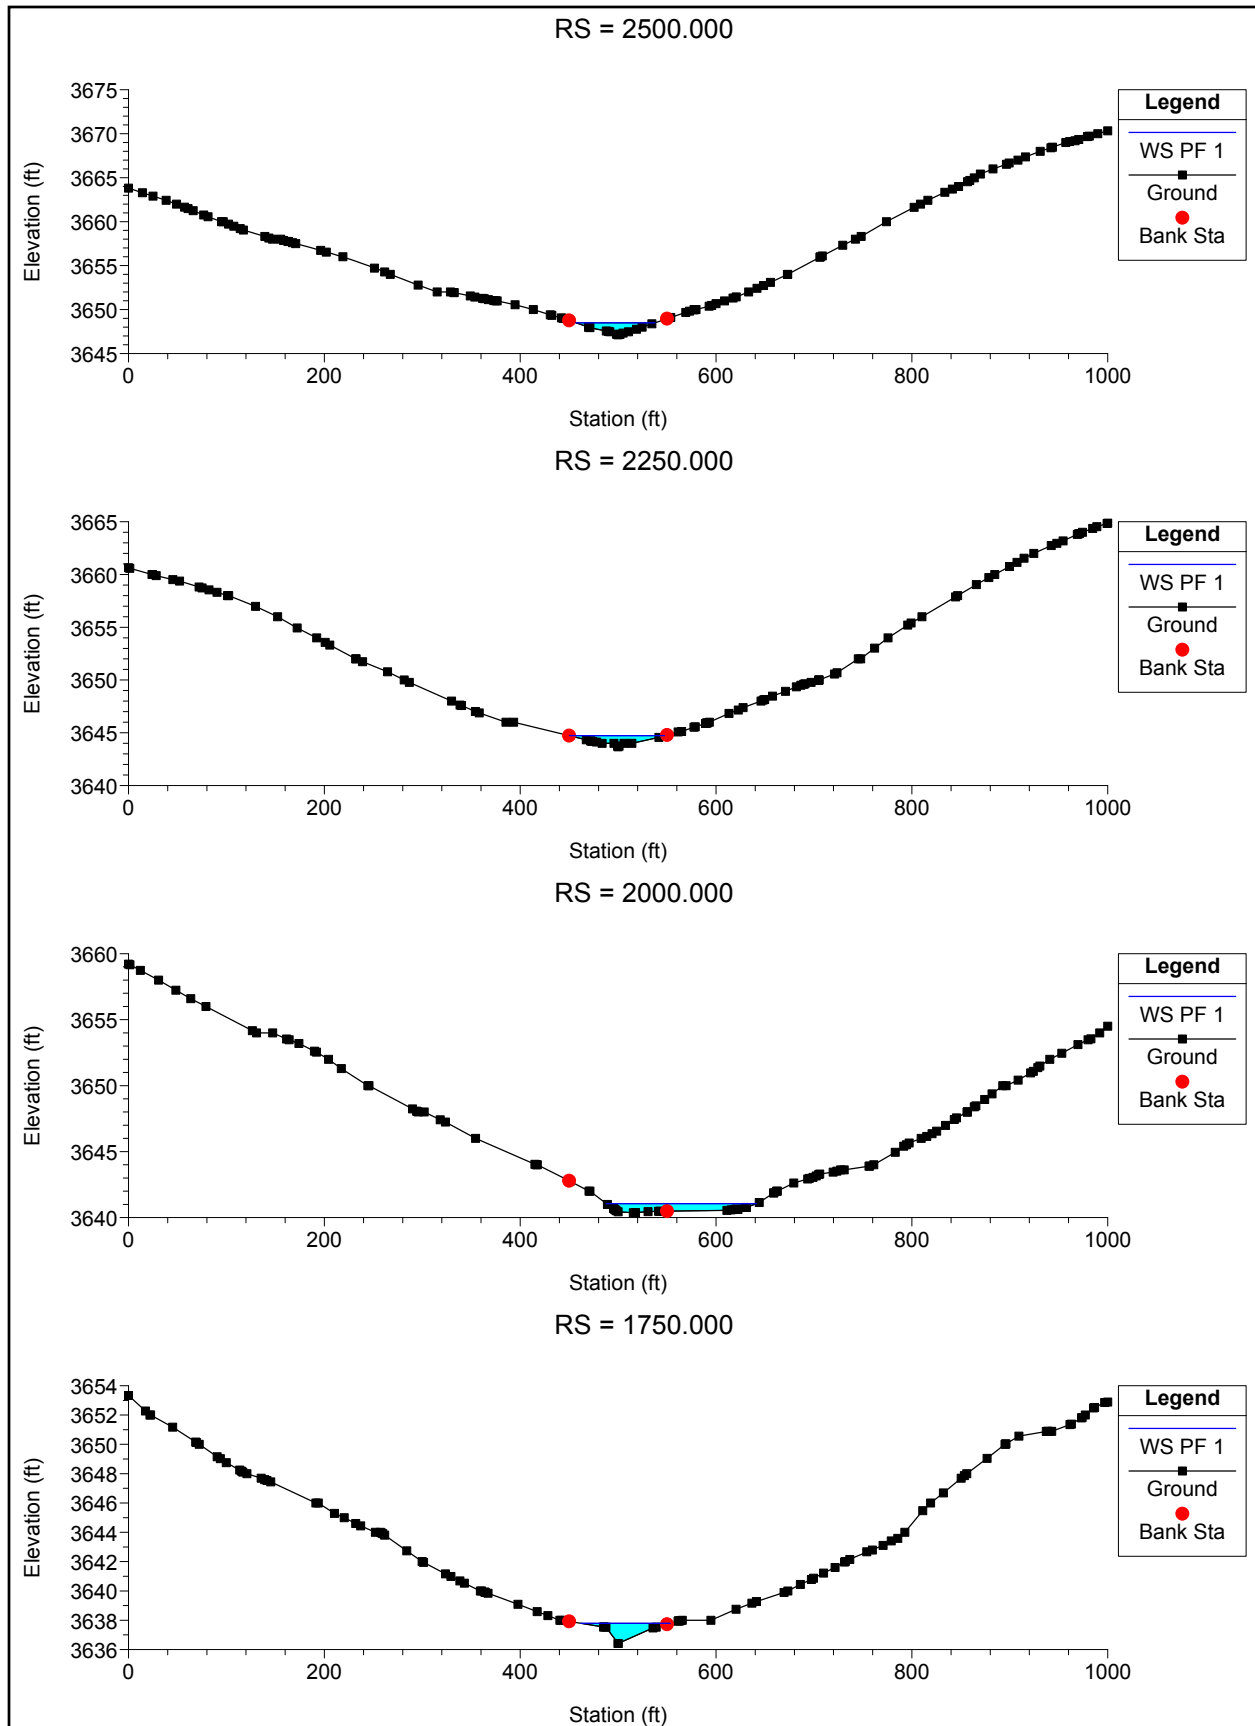 RS = 2500.000
3675
3670
3665
3660
3655
3650
3645
Elevation (ft)
0 200 400 600 800 1000
Station (ft)
Legend
WS PF 1
Ground
Bank Sta
RS = 2250.000
3665
3660
3655
3650
3645
3640
Elevation (ft)
0 200 400 600 800 1000
Station (ft)
Legend
WS PF 1
Ground
Bank Sta
RS = 2000.000
3660
3655
3650
3645
3640
Elevation (ft)
0 200 400 600 800 1000
Station (ft)
Legend
WS PF 1
Ground
Bank Sta
RS = 1750.000
3654
3652
3650
3648
3646
3644
3642
3640
3638
3636
Elevation (ft)
0 200 400 600 800 1000
Station (ft)
Legend
WS PF 1
Ground
Bank Sta